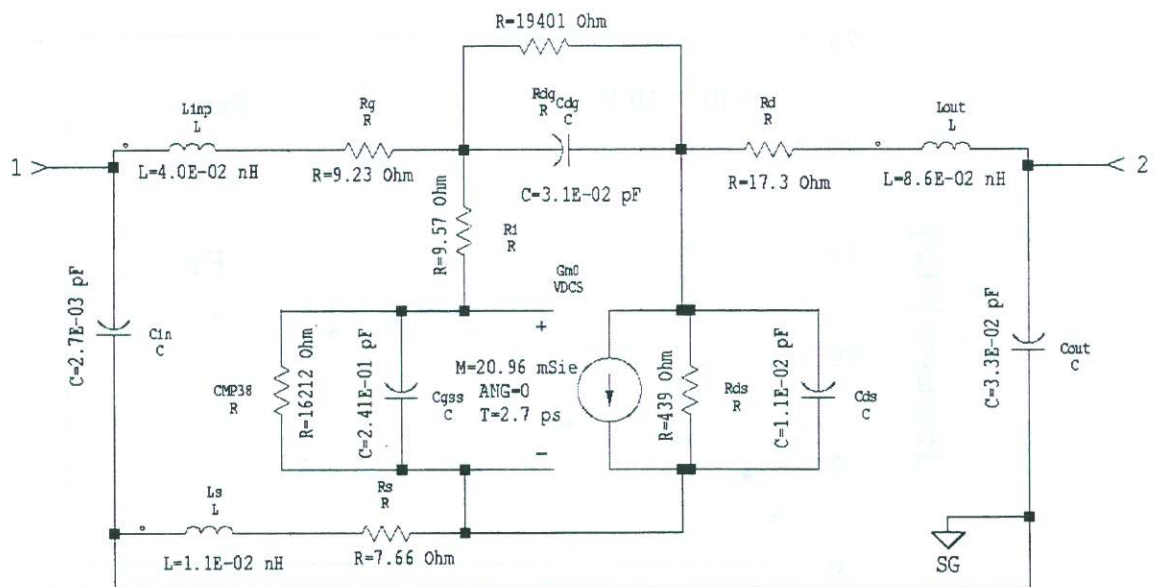 R=19401 Ohm
Rdg
R
Cdg
C
C=3.1E-02 pF
Linp
L
L=4.0E-02 nH
Rg
R
R=9.23 Ohm
Rd
R
R=17.3 Ohm
Lout
L
L=8.6E-02 nH
1
2
R=9.57 Ohm
Ri
R
Gm0
VDCS
+
M=20.96 mSie
ANG=0
T=2.7 ps
−
C=2.7E-03 pF
Cin
C
CMP38
R
R=16212 Ohm
C=2.41E-01 pF
Cgss
C
R=439 Ohm
Rds
R
C=1.1E-02 pF
Cds
C
C=3.3E-02 pF
Cout
C
Ls
L
L=1.1E-02 nH
Rs
R
R=7.66 Ohm
SG